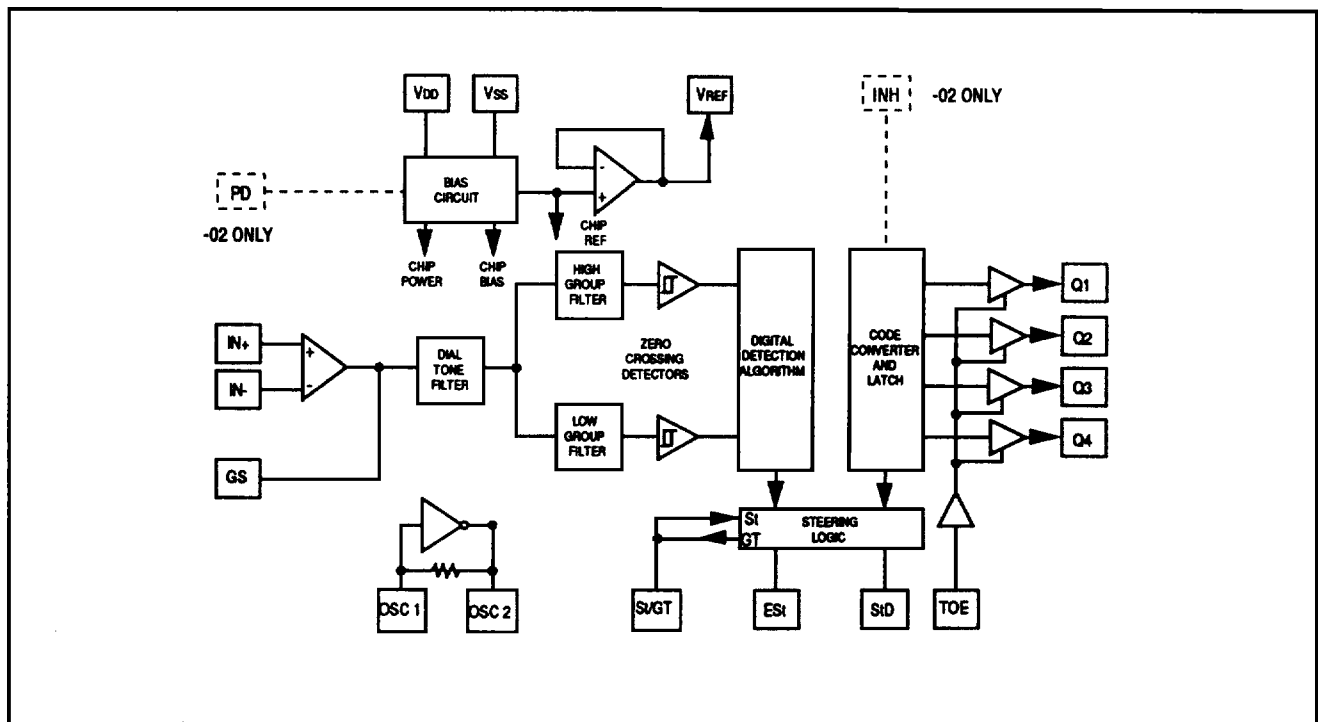 VDD
VSS
VREF
INH
-02 ONLY
PD
-02 ONLY
BIAS
CIRCUIT
-
+
CHIP
REF
CHIP
POWER
CHIP
BIAS
HIGH
GROUP
FILTER
IN+
IN-
+
-
DIAL
TONE
FILTER
ZERO
CROSSING
DETECTORS
DIGITAL
DETECTION
ALGORITHM
CODE
CONVERTER
AND
LATCH
Q1
Q2
Q3
Q4
LOW
GROUP
FILTER
GS
St
GT
STEERING
LOGIC
OSC 1
OSC 2
St/GT
ESt
StD
TOE